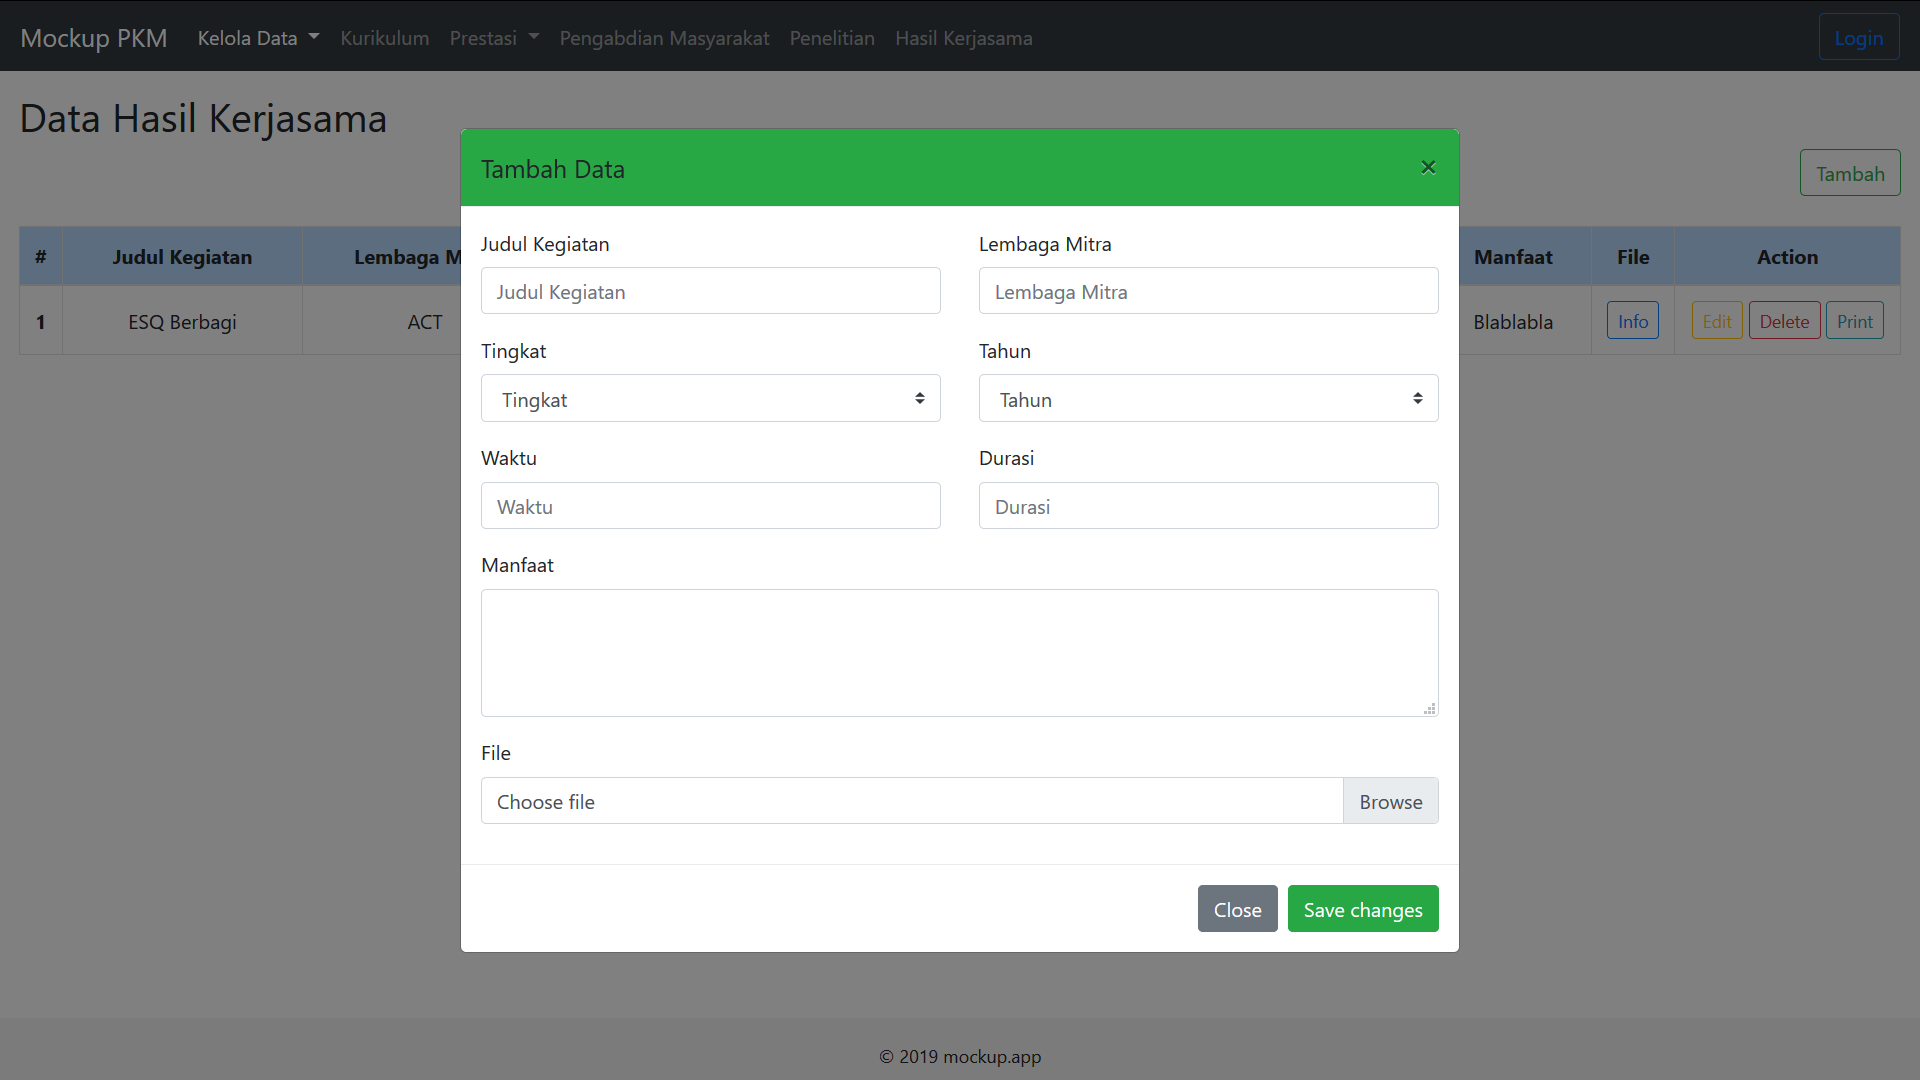 Mockup PKM Kelola Data Kurikulum Prestasi Pengabdian Masyarakat Penelitian Hasil Kerjasama Login
Data Hasil Kerjasama
Tambah
# Judul Kegiatan Lembaga M Manfaat File Action
1 ESQ Berbagi ACT Blablabla Info Edit Delete Print
Tambah Data ×
Judul Kegiatan Lembaga Mitra
Judul Kegiatan Lembaga Mitra
Tingkat Tahun
Tingkat Tahun
Waktu Durasi
Waktu Durasi
Manfaat
File
Choose file Browse
Close Save changes
© 2019 mockup.app